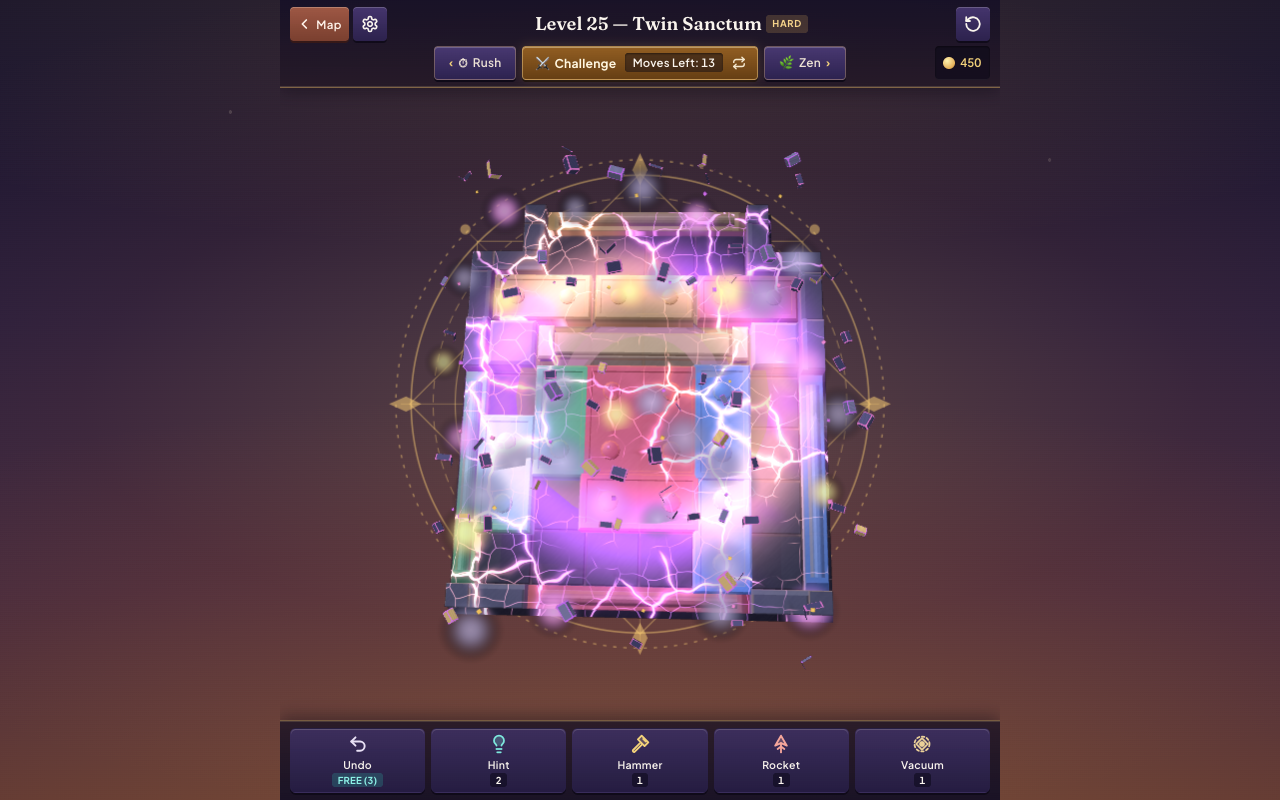 Map
Level 25 — Twin Sanctum HARD
‹ Rush
Challenge Moves Left: 13
Zen ›
450
Undo
FREE (3)
Hint
2
Hammer
1
Rocket
1
Vacuum
1